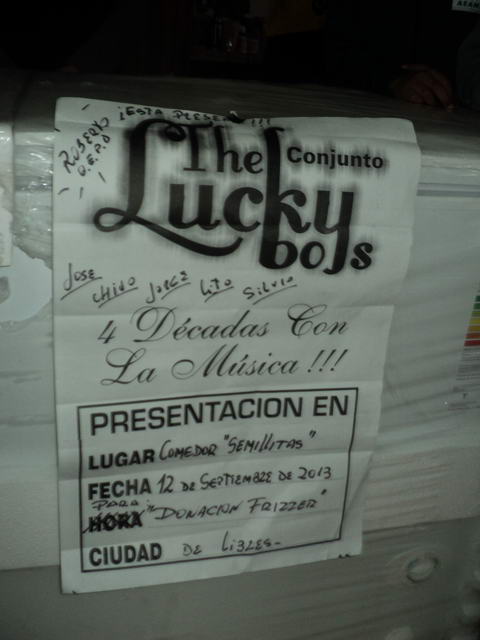 ¡ESTA PRESENTE!!!
ROBERTO
Q.E.P.D
The Conjunto
Lucky
boys
JOSE CHINO JORGE LITO SILVIO
4 Décadas Con
La Música !!!
PRESENTACION EN
LUGAR COMEDOR "SEMILLITAS"
FECHA 12 DE SEPTIEMBRE DE 2013
PARA
HORA "DONACION FRIZZER"
CIUDAD DE LIBRES-